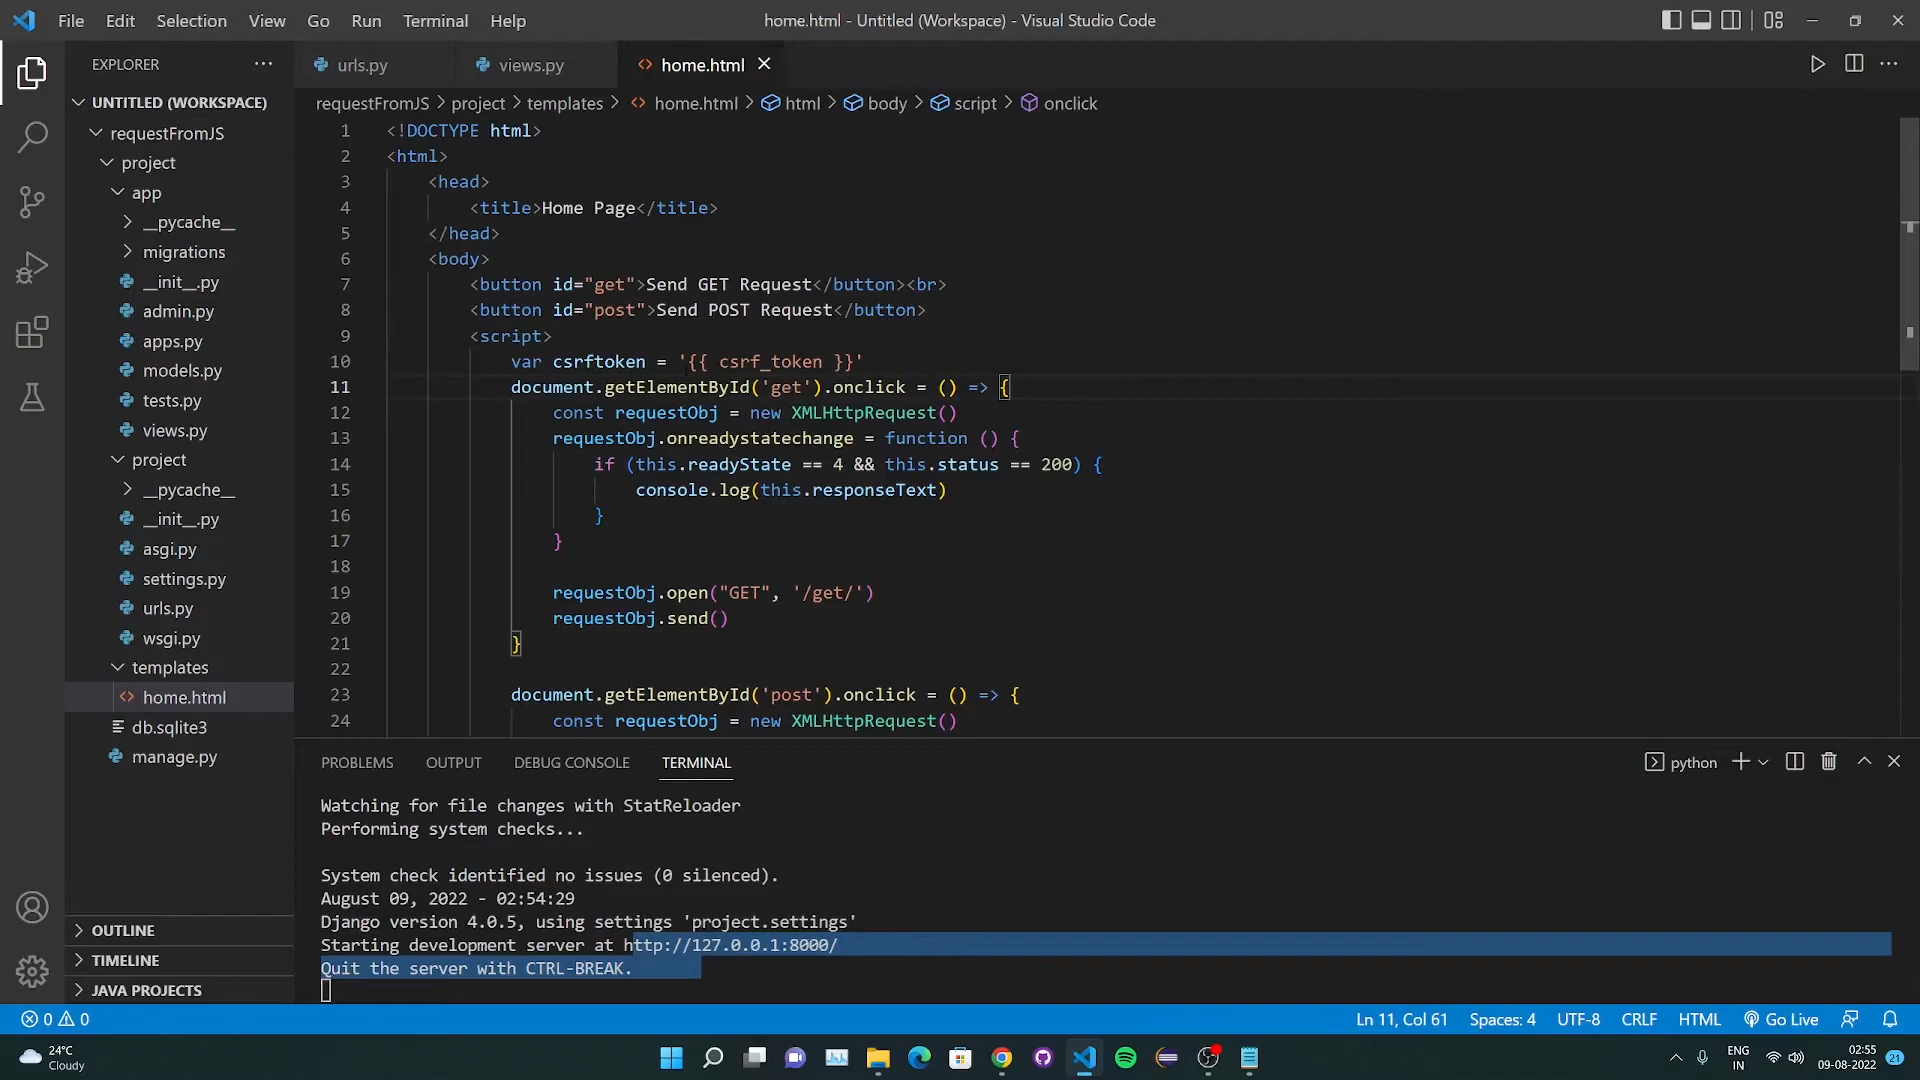 File Edit Selection View Go Run Terminal Help
home.html - Untitled (Workspace) - Visual Studio Code
EXPLORER
UNTITLED (WORKSPACE)
requestFromJS
project
app
__pycache__
migrations
__init__.py
admin.py
apps.py
models.py
tests.py
views.py
project
__pycache__
__init__.py
asgi.py
settings.py
urls.py
wsgi.py
templates
home.html
db.sqlite3
manage.py
OUTLINE
TIMELINE
JAVA PROJECTS
urls.py views.py home.html
requestFromJS > project > templates > home.html > html > body > script > onclick
1 <!DOCTYPE html>
2 <html>
3 <head>
4 <title>Home Page</title>
5 </head>
6 <body>
7 <button id="get">Send GET Request</button><br>
8 <button id="post">Send POST Request</button>
9 <script>
10 var csrftoken = '{{ csrf_token }}'
11 document.getElementById('get').onclick = () => {
12 const requestObj = new XMLHttpRequest()
13 requestObj.onreadystatechange = function () {
14 if (this.readyState == 4 && this.status == 200) {
15 console.log(this.responseText)
16 }
17 }
18
19 requestObj.open("GET", '/get/')
20 requestObj.send()
21 }
22
23 document.getElementById('post').onclick = () => {
24 const requestObj = new XMLHttpRequest()
PROBLEMS OUTPUT DEBUG CONSOLE TERMINAL
python
Watching for file changes with StatReloader
Performing system checks...
System check identified no issues (0 silenced).
August 09, 2022 - 02:54:29
Django version 4.0.5, using settings 'project.settings'
Starting development server at http://127.0.0.1:8000/
Quit the server with CTRL-BREAK.
0 0
Ln 11, Col 61 Spaces: 4 UTF-8 CRLF HTML Go Live
24°C
Cloudy
ENG
IN
02:55
09-08-2022
21